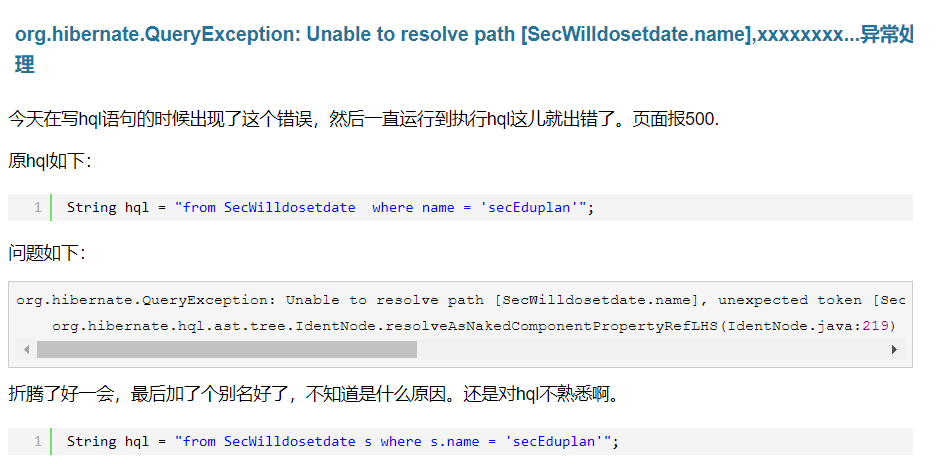 org.hibernate.QueryException: Unable to resolve path [SecWilldosetdate.name],xxxxxxxx...异常处
理
今天在写hql语句的时候出现了这个错误，然后一直运行到执行hql这儿就出错了。页面报500.
原hql如下：
1 String hql = "from SecWilldosetdate  where name = 'secEduplan'";
问题如下：
org.hibernate.QueryException: Unable to resolve path [SecWilldosetdate.name], unexpected token [Sec
org.hibernate.hql.ast.tree.IdentNode.resolveAsNakedComponentPropertyRefLHS(IdentNode.java:219)
折腾了好一会，最后加了个别名好了，不知道是什么原因。还是对hql不熟悉啊。
1 String hql = "from SecWilldosetdate s where s.name = 'secEduplan'";